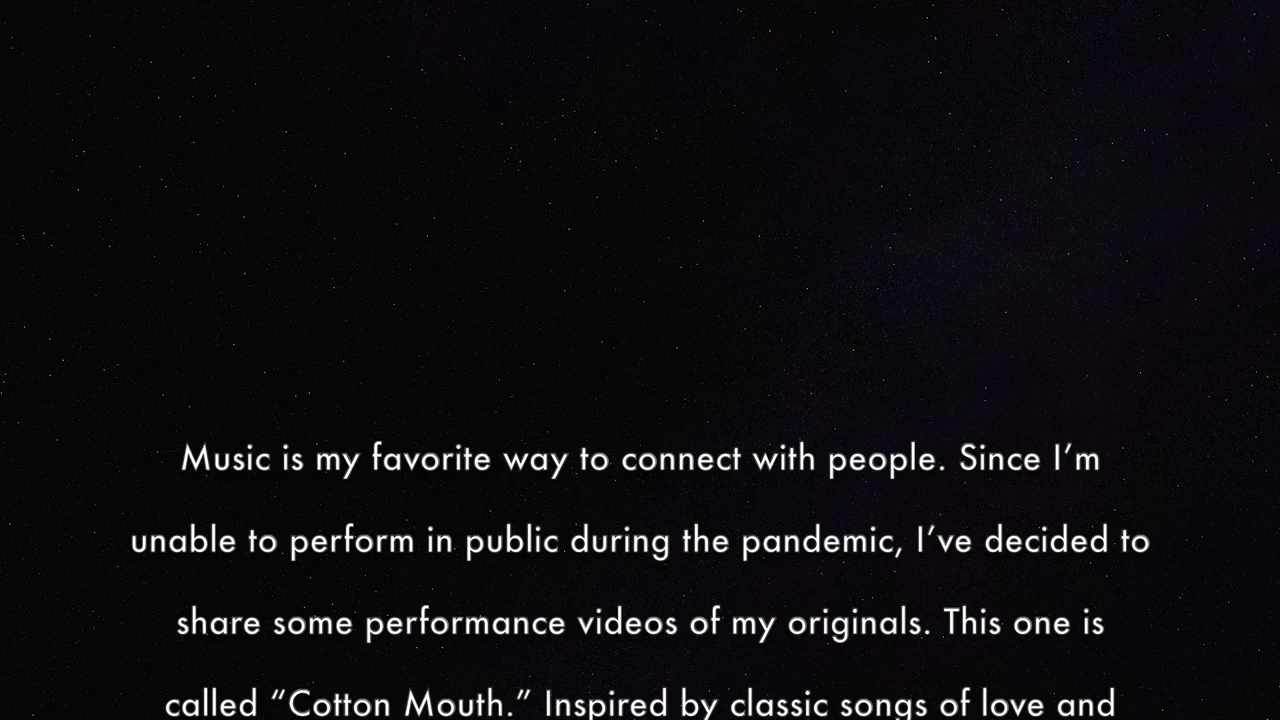 Music is my favorite way to connect with people. Since I’m
unable to perform in public during the pandemic, I’ve decided to
share some performance videos of my originals. This one is
called “Cotton Mouth.” Inspired by classic songs of love and